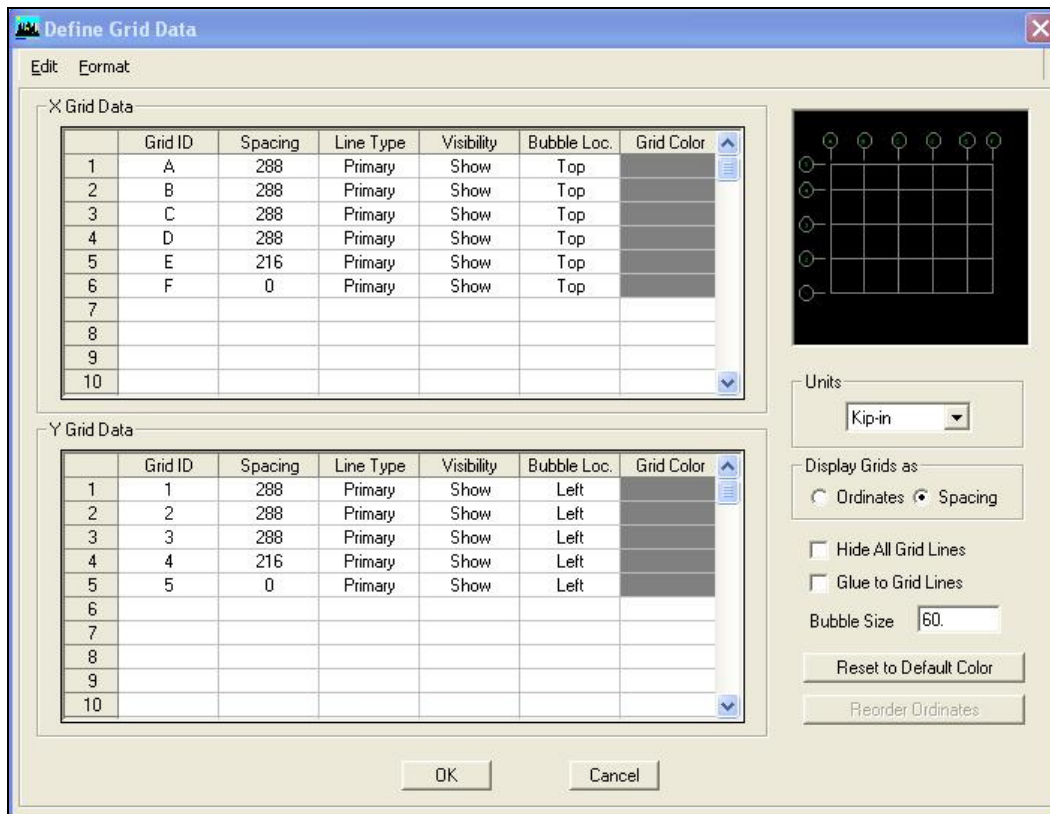 Define Grid Data
Edit Format
X Grid Data
Grid ID Spacing Line Type Visibility Bubble Loc. Grid Color
1 A 288 Primary Show Top
2 B 288 Primary Show Top
3 C 288 Primary Show Top
4 D 288 Primary Show Top
5 E 216 Primary Show Top
6 F 0 Primary Show Top
7
8
9
10
Y Grid Data
Grid ID Spacing Line Type Visibility Bubble Loc. Grid Color
1 1 288 Primary Show Left
2 2 288 Primary Show Left
3 3 288 Primary Show Left
4 4 216 Primary Show Left
5 5 0 Primary Show Left
6
7
8
9
10
Units
Kip-in
Display Grids as
Ordinates Spacing
Hide All Grid Lines
Glue to Grid Lines
Bubble Size 60.
Reset to Default Color
Reorder Ordinates
OK Cancel